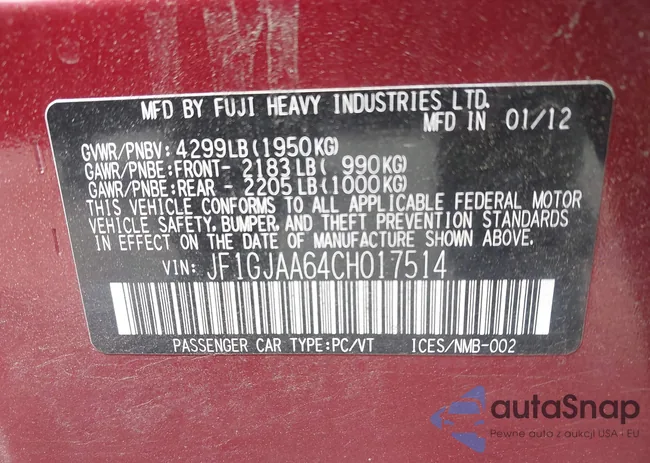 MFD BY FUJI HEAVY INDUSTRIES LTD.
MFD IN 01/12
GVWR/PNBV: 4299LB(1950KG)
GAWR/PNBE:FRONT- 2183LB( 990KG)
GAWR/PNBE:REAR - 2205LB(1000KG)
THIS VEHICLE CONFORMS TO ALL APPLICABLE FEDERAL MOTOR
VEHICLE SAFETY, BUMPER, AND THEFT PREVENTION STANDARDS
IN EFFECT ON THE DATE OF MANUFACTURE SHOWN ABOVE.
VIN: JF1GJAA64CH017514
PASSENGER CAR TYPE:PC/VT ICES/NMB-002
autaSnap
Pewne auta z aukcji USA - EU